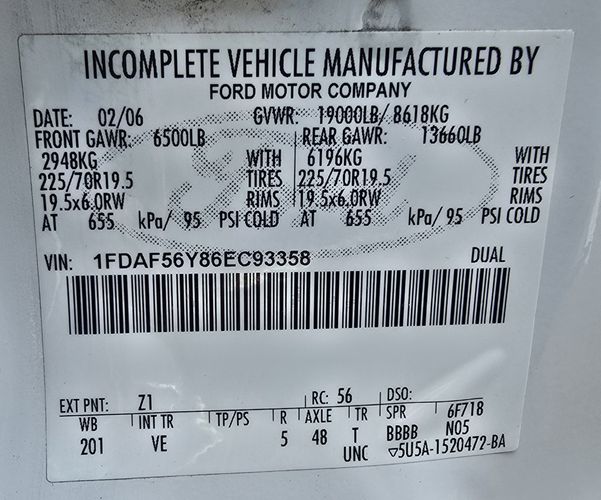 INCOMPLETE VEHICLE MANUFACTURED BY
FORD MOTOR COMPANY
DATE: 02/06 GVWR: 19000LB/ 8618KG
FRONT GAWR: 6500LB REAR GAWR: 13660LB
2948KG WITH 6196KG WITH
225/70R19.5 TIRES 225/70R19.5 TIRES
19.5x6.0RW RIMS 19.5x6.0RW RIMS
AT 655 kPa/ 95 PSI COLD AT 655 kPa/ 95 PSI COLD
VIN: 1FDAF56Y86EC93358 DUAL
EXT PNT: Z1 RC: 56 DSO:
WB INT TR TP/PS R AXLE TR SPR 6F718
201 VE 5 48 T BBBB N05
UNC ▽5U5A-1520472-BA